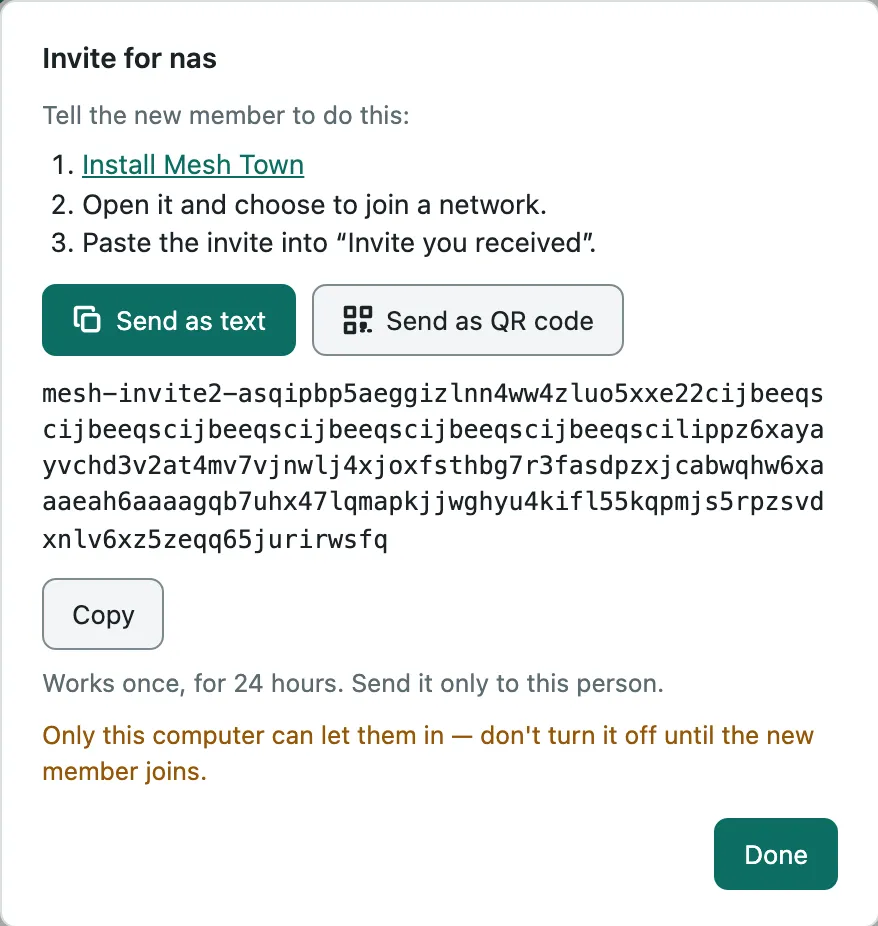 Invite for nas
Tell the new member to do this:
1. Install Mesh Town
2. Open it and choose to join a network.
3. Paste the invite into “Invite you received”.
Send as text
Send as QR code
mesh-invite2-asqipbp5aeggizlnn4ww4zluo5xxe22cijbeeqs
cijbeeqscijbeeqscijbeeqscijbeeqscijbeeqscilippz6xaya
yvchd3v2at4mv7vjnwlj4xjoxfsthbg7r3fasdpzxjcabwqhw6xa
aaeah6aaaagqb7uhx47lqmapkjjwghyu4kifl55kqpmjs5rpzsvd
xnlv6xz5zeqq65jurirwsfq
Copy
Works once, for 24 hours. Send it only to this person.
Only this computer can let them in — don't turn it off until the new
member joins.
Done